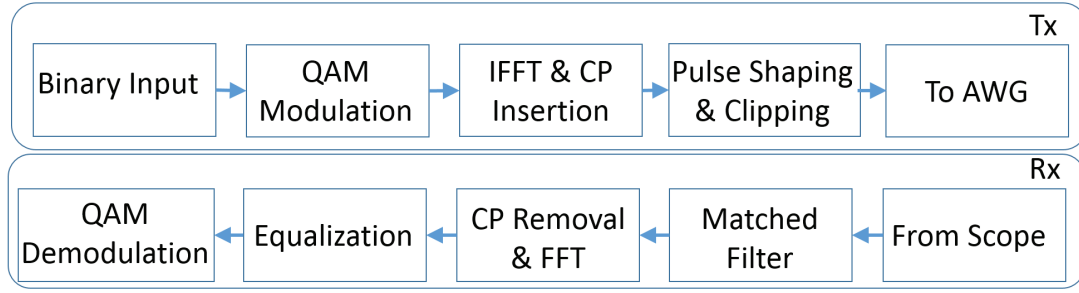 Tx
Binary Input
QAM
Modulation
IFFT & CP
Insertion
Pulse Shaping
& Clipping
To AWG
Rx
QAM
Demodulation
Equalization
CP Removal
& FFT
Matched
Filter
From Scope